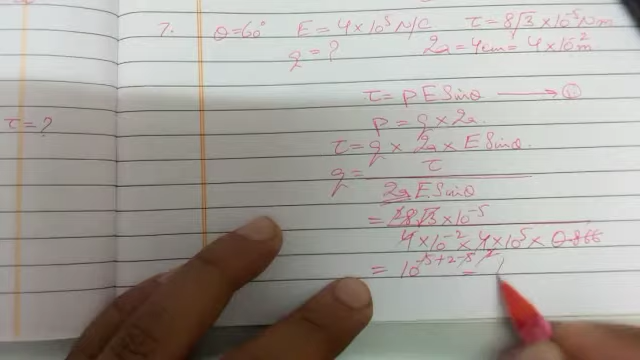 7. θ=60° E = 4×10⁵ N/C τ = 8√3 ×10⁻⁵ Nm
q = ? 2a = 4cm = 4×10⁻² m
τ = PE Sinθ
P = q × 2a.
τ=?
τ = q × 2a × E Sinθ.
q = τ
2a E Sinθ
= 8√3 ×10⁻⁵
4×10⁻² × 4×10⁵ × 0.866
= 10⁻⁵⁺²⁻⁵ =